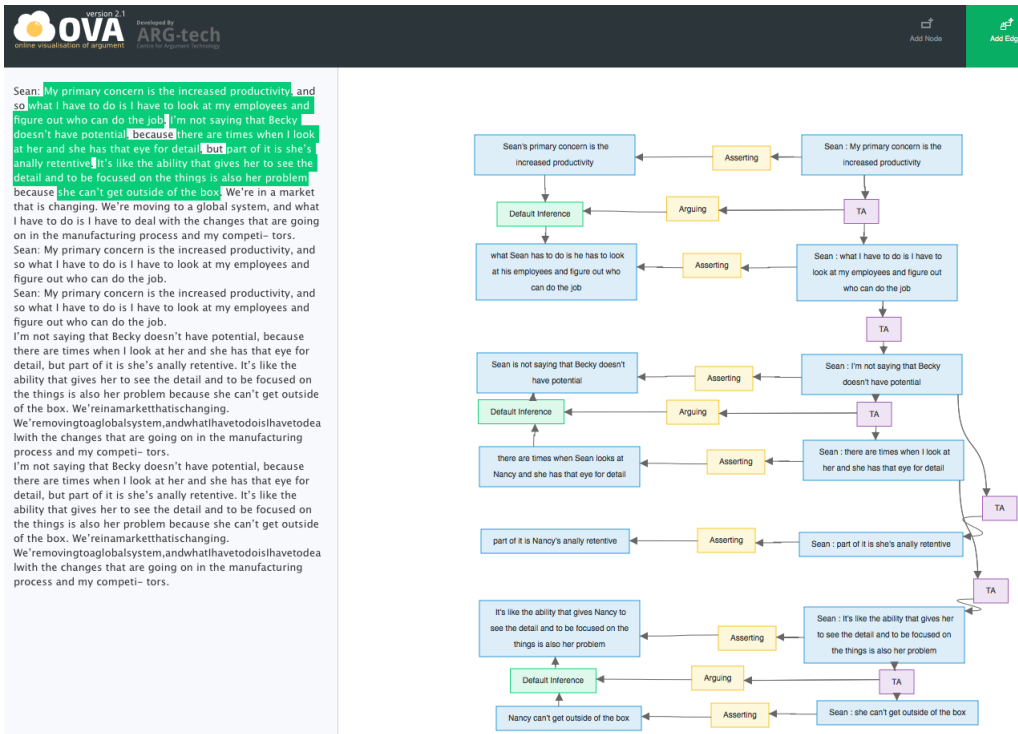 version 2.1
OVA
online visualisation of argument
Developed By
ARG-tech
Centre for Argument Technology
Add Node
Add Edg
Sean: My primary concern is the increased productivity, and
so what I have to do is I have to look at my employees and
figure out who can do the job. I'm not saying that Becky
doesn't have potential, because there are times when I look
at her and she has that eye for detail, but part of it is she's
anally retentive. It's like the ability that gives her to see the
detail and to be focused on the things is also her problem
because she can't get outside of the box. We're in a market
that is changing. We're moving to a global system, and what
I have to do is I have to deal with the changes that are going
on in the manufacturing process and my competi- tors.
Sean: My primary concern is the increased productivity, and
so what I have to do is I have to look at my employees and
figure out who can do the job.
Sean: My primary concern is the increased productivity, and
so what I have to do is I have to look at my employees and
figure out who can do the job.
I'm not saying that Becky doesn't have potential, because
there are times when I look at her and she has that eye for
detail, but part of it is she's anally retentive. It's like the
ability that gives her to see the detail and to be focused on
the things is also her problem because she can't get outside
of the box. We'reinamarketthatischanging.
We'removingtoaglobalsystem,andwhatIhavetodoisIhavetodea
lwith the changes that are going on in the manufacturing
process and my competi- tors.
I'm not saying that Becky doesn't have potential, because
there are times when I look at her and she has that eye for
detail, but part of it is she's anally retentive. It's like the
ability that gives her to see the detail and to be focused on
the things is also her problem because she can't get outside
of the box. We'reinamarketthatischanging.
We'removingtoaglobalsystem,andwhatIhavetodoisIhavetodea
lwith the changes that are going on in the manufacturing
process and my competi- tors.
Sean's primary concern is the
increased productivity
Asserting
Sean : My primary concern is the
increased productivity
Default Inference
Arguing
TA
what Sean has to do is he has to look
at his employees and figure out who
can do the job
Asserting
Sean : what I have to do is I have to
look at my employees and figure out
who can do the job
TA
Sean is not saying that Becky doesn't
have potential
Asserting
Sean : I'm not saying that Becky
doesn't have potential
Default Inference
Arguing
TA
there are times when Sean looks at
Nancy and she has that eye for detail
Asserting
Sean : there are times when I look at
her and she has that eye for detail
TA
part of it is Nancy's anally retentive
Asserting
Sean : part of it is she's anally retentive
TA
It's like the ability that gives Nancy to
see the detail and to be focused on the
things is also her problem
Asserting
Sean : It's like the ability that gives her
to see the detail and to be focused on
the things is also her problem
Default Inference
Arguing
TA
Nancy can't get outside of the box
Asserting
Sean : she can't get outside of the box